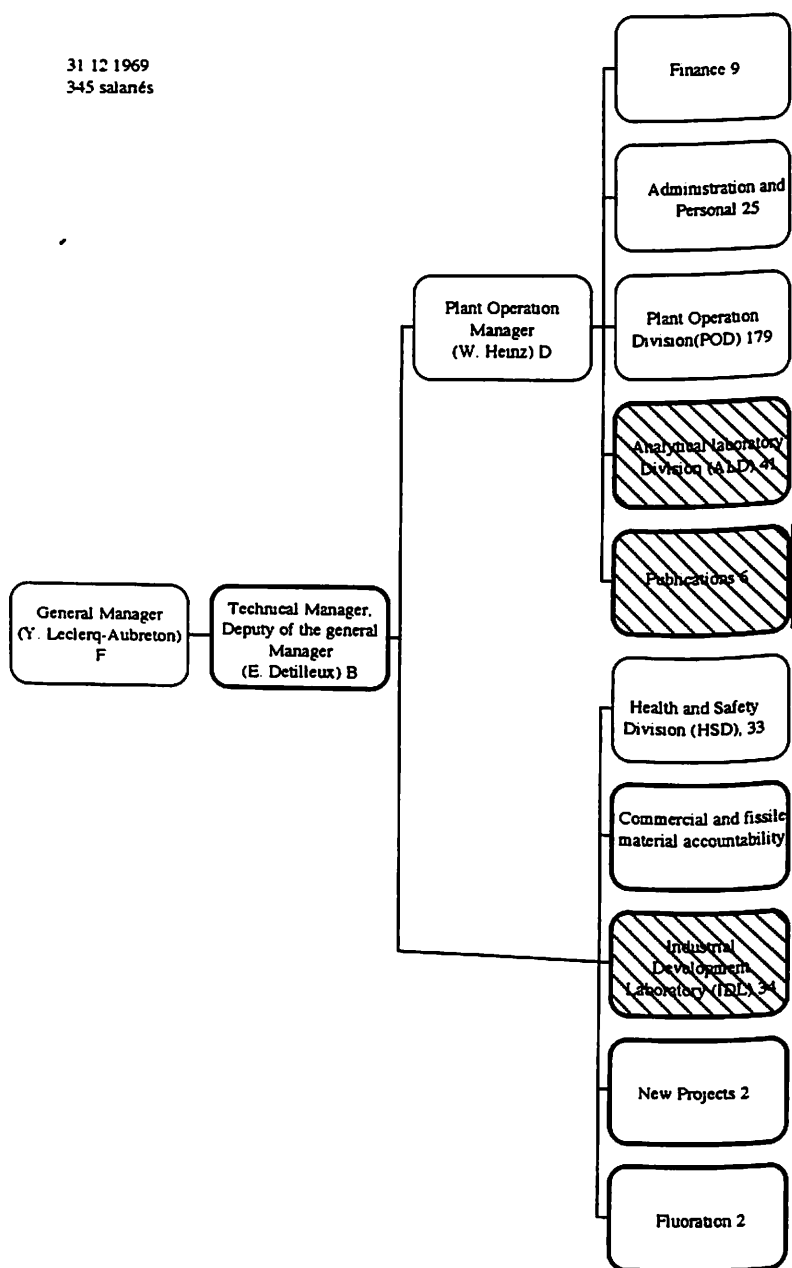 31 12 1969
345 salanés
Finance 9
Administration and
Personal 25
Plant Operation
Manager
(W. Heinz) D
Plant Operation
Division(POD) 179
Analytical laboratory
Division (ALD) 41
Publications 6
General Manager
(Y. Leclerq-Aubreton)
F
Technical Manager,
Deputy of the general
Manager
(E. Detilleux) B
Health and Safety
Division (HSD), 33
Commercial and fissile
material accountability
Industrial
Development
Laboratory (IDL) 34
New Projects 2
Fluoration 2